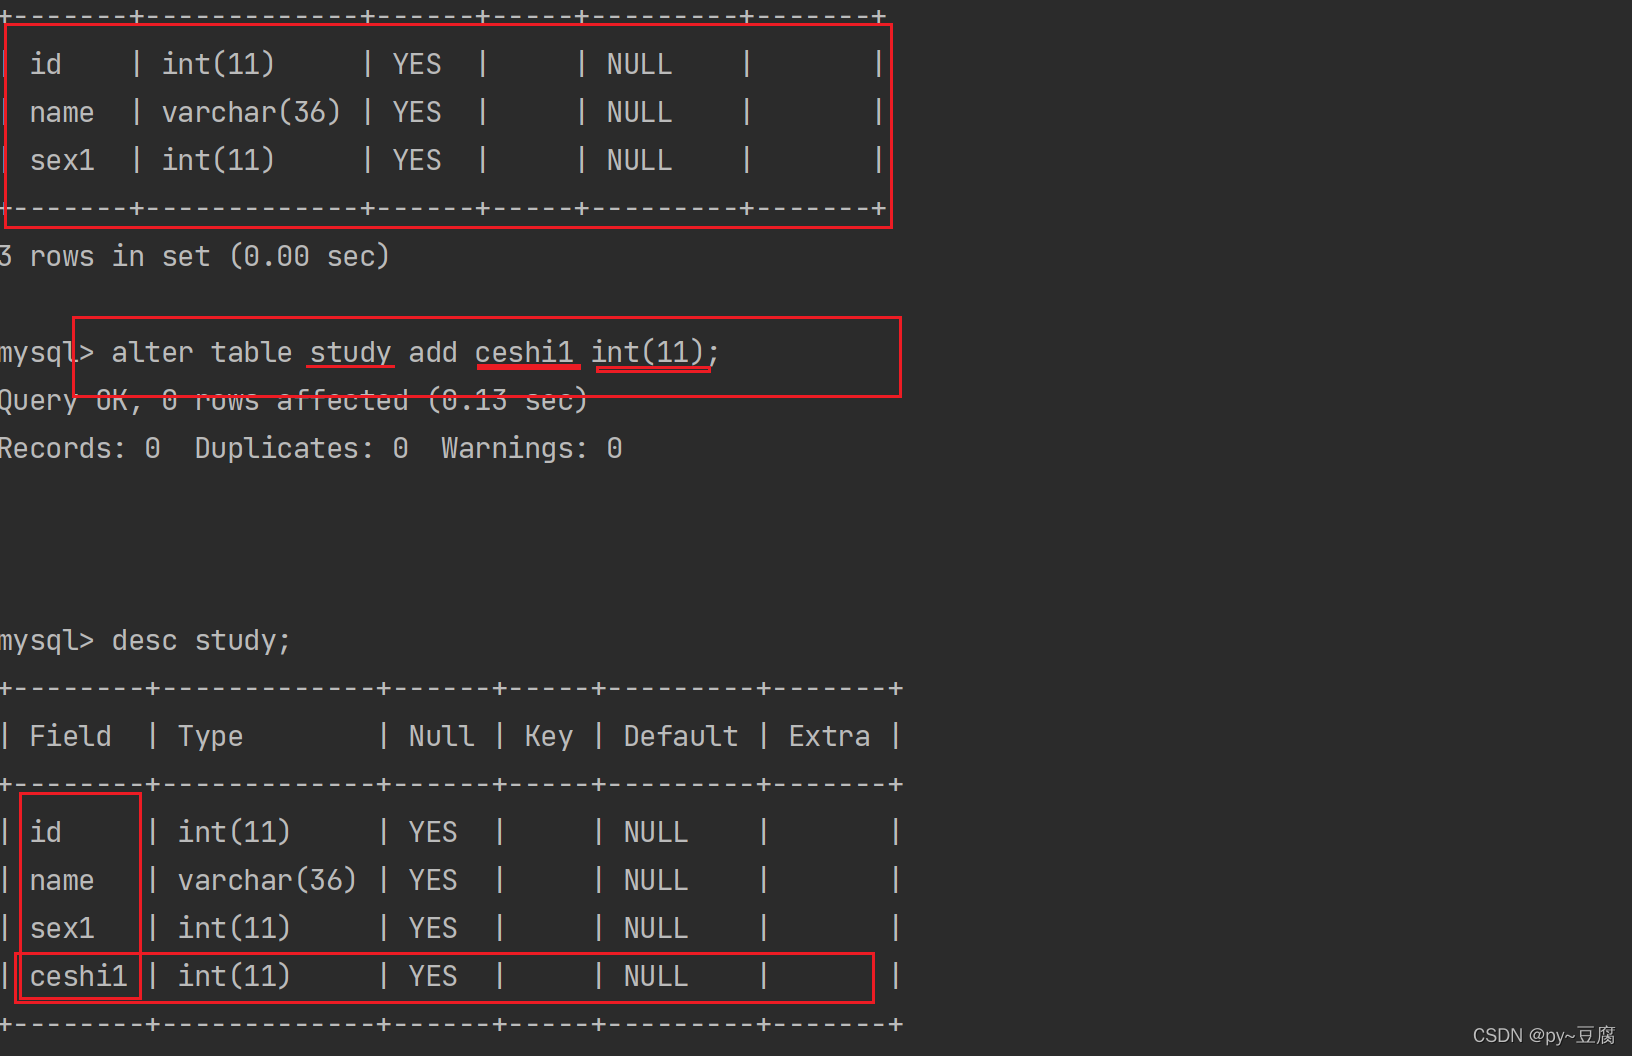 +-------+-------------+------+-----+---------+-------+
| id    | int(11)     | YES  |     | NULL    |       |
| name  | varchar(36) | YES  |     | NULL    |       |
| sex1  | int(11)     | YES  |     | NULL    |       |
+-------+-------------+------+-----+---------+-------+
3 rows in set (0.00 sec)
mysql> alter table study add ceshi1 int(11);
Query OK, 0 rows affected (0.13 sec)
Records: 0  Duplicates: 0  Warnings: 0
mysql> desc study;
+--------+-------------+------+-----+---------+-------+
| Field  | Type        | Null | Key | Default | Extra |
+--------+-------------+------+-----+---------+-------+
| id     | int(11)     | YES  |     | NULL    |       |
| name   | varchar(36) | YES  |     | NULL    |       |
| sex1   | int(11)     | YES  |     | NULL    |       |
| ceshi1 | int(11)     | YES  |     | NULL    |       |
+--------+-------------+------+-----+---------+-------+
CSDN @py~豆腐